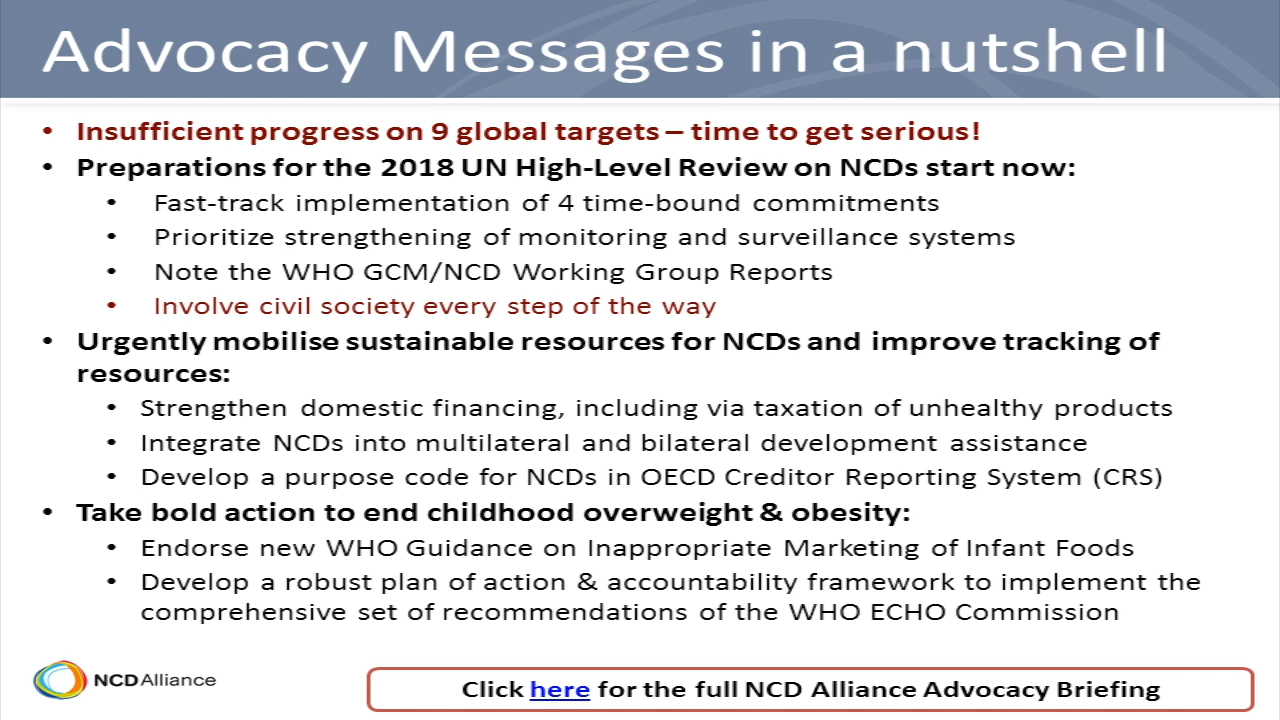 Advocacy Messages in a nutshell
• Insufficient progress on 9 global targets – time to get serious!
• Preparations for the 2018 UN High-Level Review on NCDs start now:
• Fast-track implementation of 4 time-bound commitments
• Prioritize strengthening of monitoring and surveillance systems
• Note the WHO GCM/NCD Working Group Reports
• Involve civil society every step of the way
• Urgently mobilise sustainable resources for NCDs and improve tracking of
resources:
• Strengthen domestic financing, including via taxation of unhealthy products
• Integrate NCDs into multilateral and bilateral development assistance
• Develop a purpose code for NCDs in OECD Creditor Reporting System (CRS)
• Take bold action to end childhood overweight & obesity:
• Endorse new WHO Guidance on Inappropriate Marketing of Infant Foods
• Develop a robust plan of action & accountability framework to implement the
comprehensive set of recommendations of the WHO ECHO Commission
NCD Alliance
Click here for the full NCD Alliance Advocacy Briefing